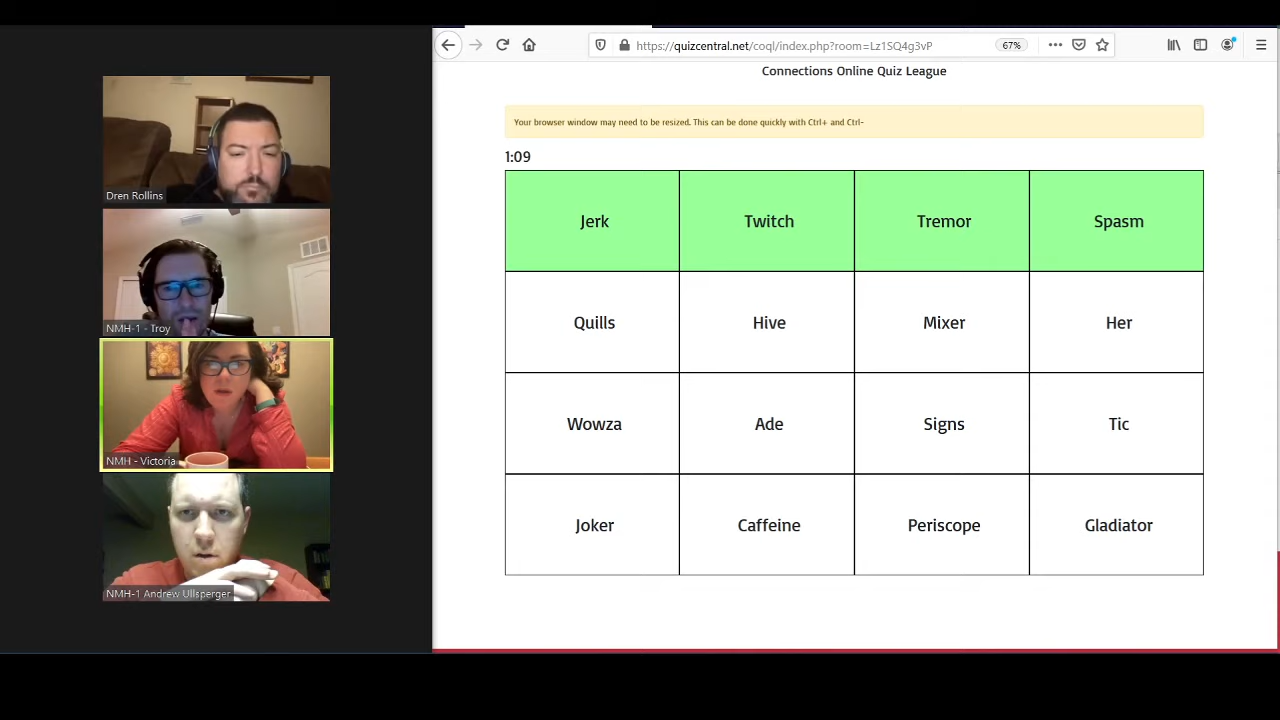 https://quizcentral.net/coql/index.php?room=Lz1SQ4g3vP
67%
Connections Online Quiz League
Your browser window may need to be resized. This can be done quickly with Ctrl+ and Ctrl-
1:09
Jerk Twitch Tremor Spasm
Quills Hive Mixer Her
Wowza Ade Signs Tic
Joker Caffeine Periscope Gladiator
Dren Rollins
NMH-1 - Troy
NMH - Victoria
NMH-1 Andrew Ullsperger